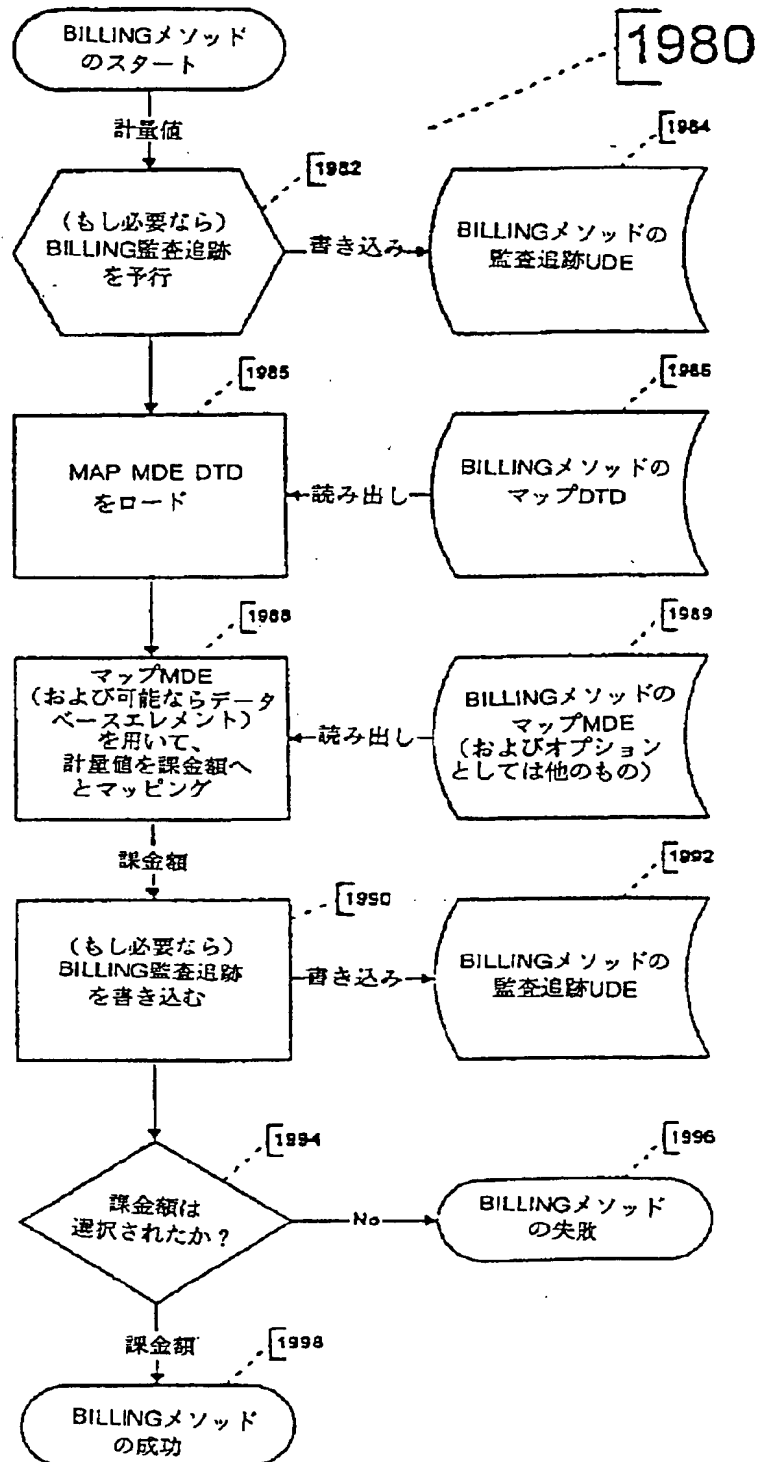 BILLINGメソッド
のスタート
1980
計量値
1982
1984
(もし必要なら)
BILLING監査追跡
を予行
書き込み
BILLINGメソッドの
監査追跡UDE
1985
1986
MAP MDE DTD
をロード
読み出し
BILLINGメソッドの
マップDTD
1988
1989
マップMDE
(および可能ならデータ
ベースエレメント)
を用いて、
計量値を課金額へ
とマッピング
読み出し
BILLINGメソッドの
マップMDE
(およびオプション
としては他のもの)
課金額
1990
1992
(もし必要なら)
BILLING監査追跡
を書き込む
書き込み
BILLINGメソッドの
監査追跡UDE
1994
1996
課金額は
選択されたか?
No
BILLINGメソッド
の失敗
課金額
1998
BILLINGメソッド
の成功